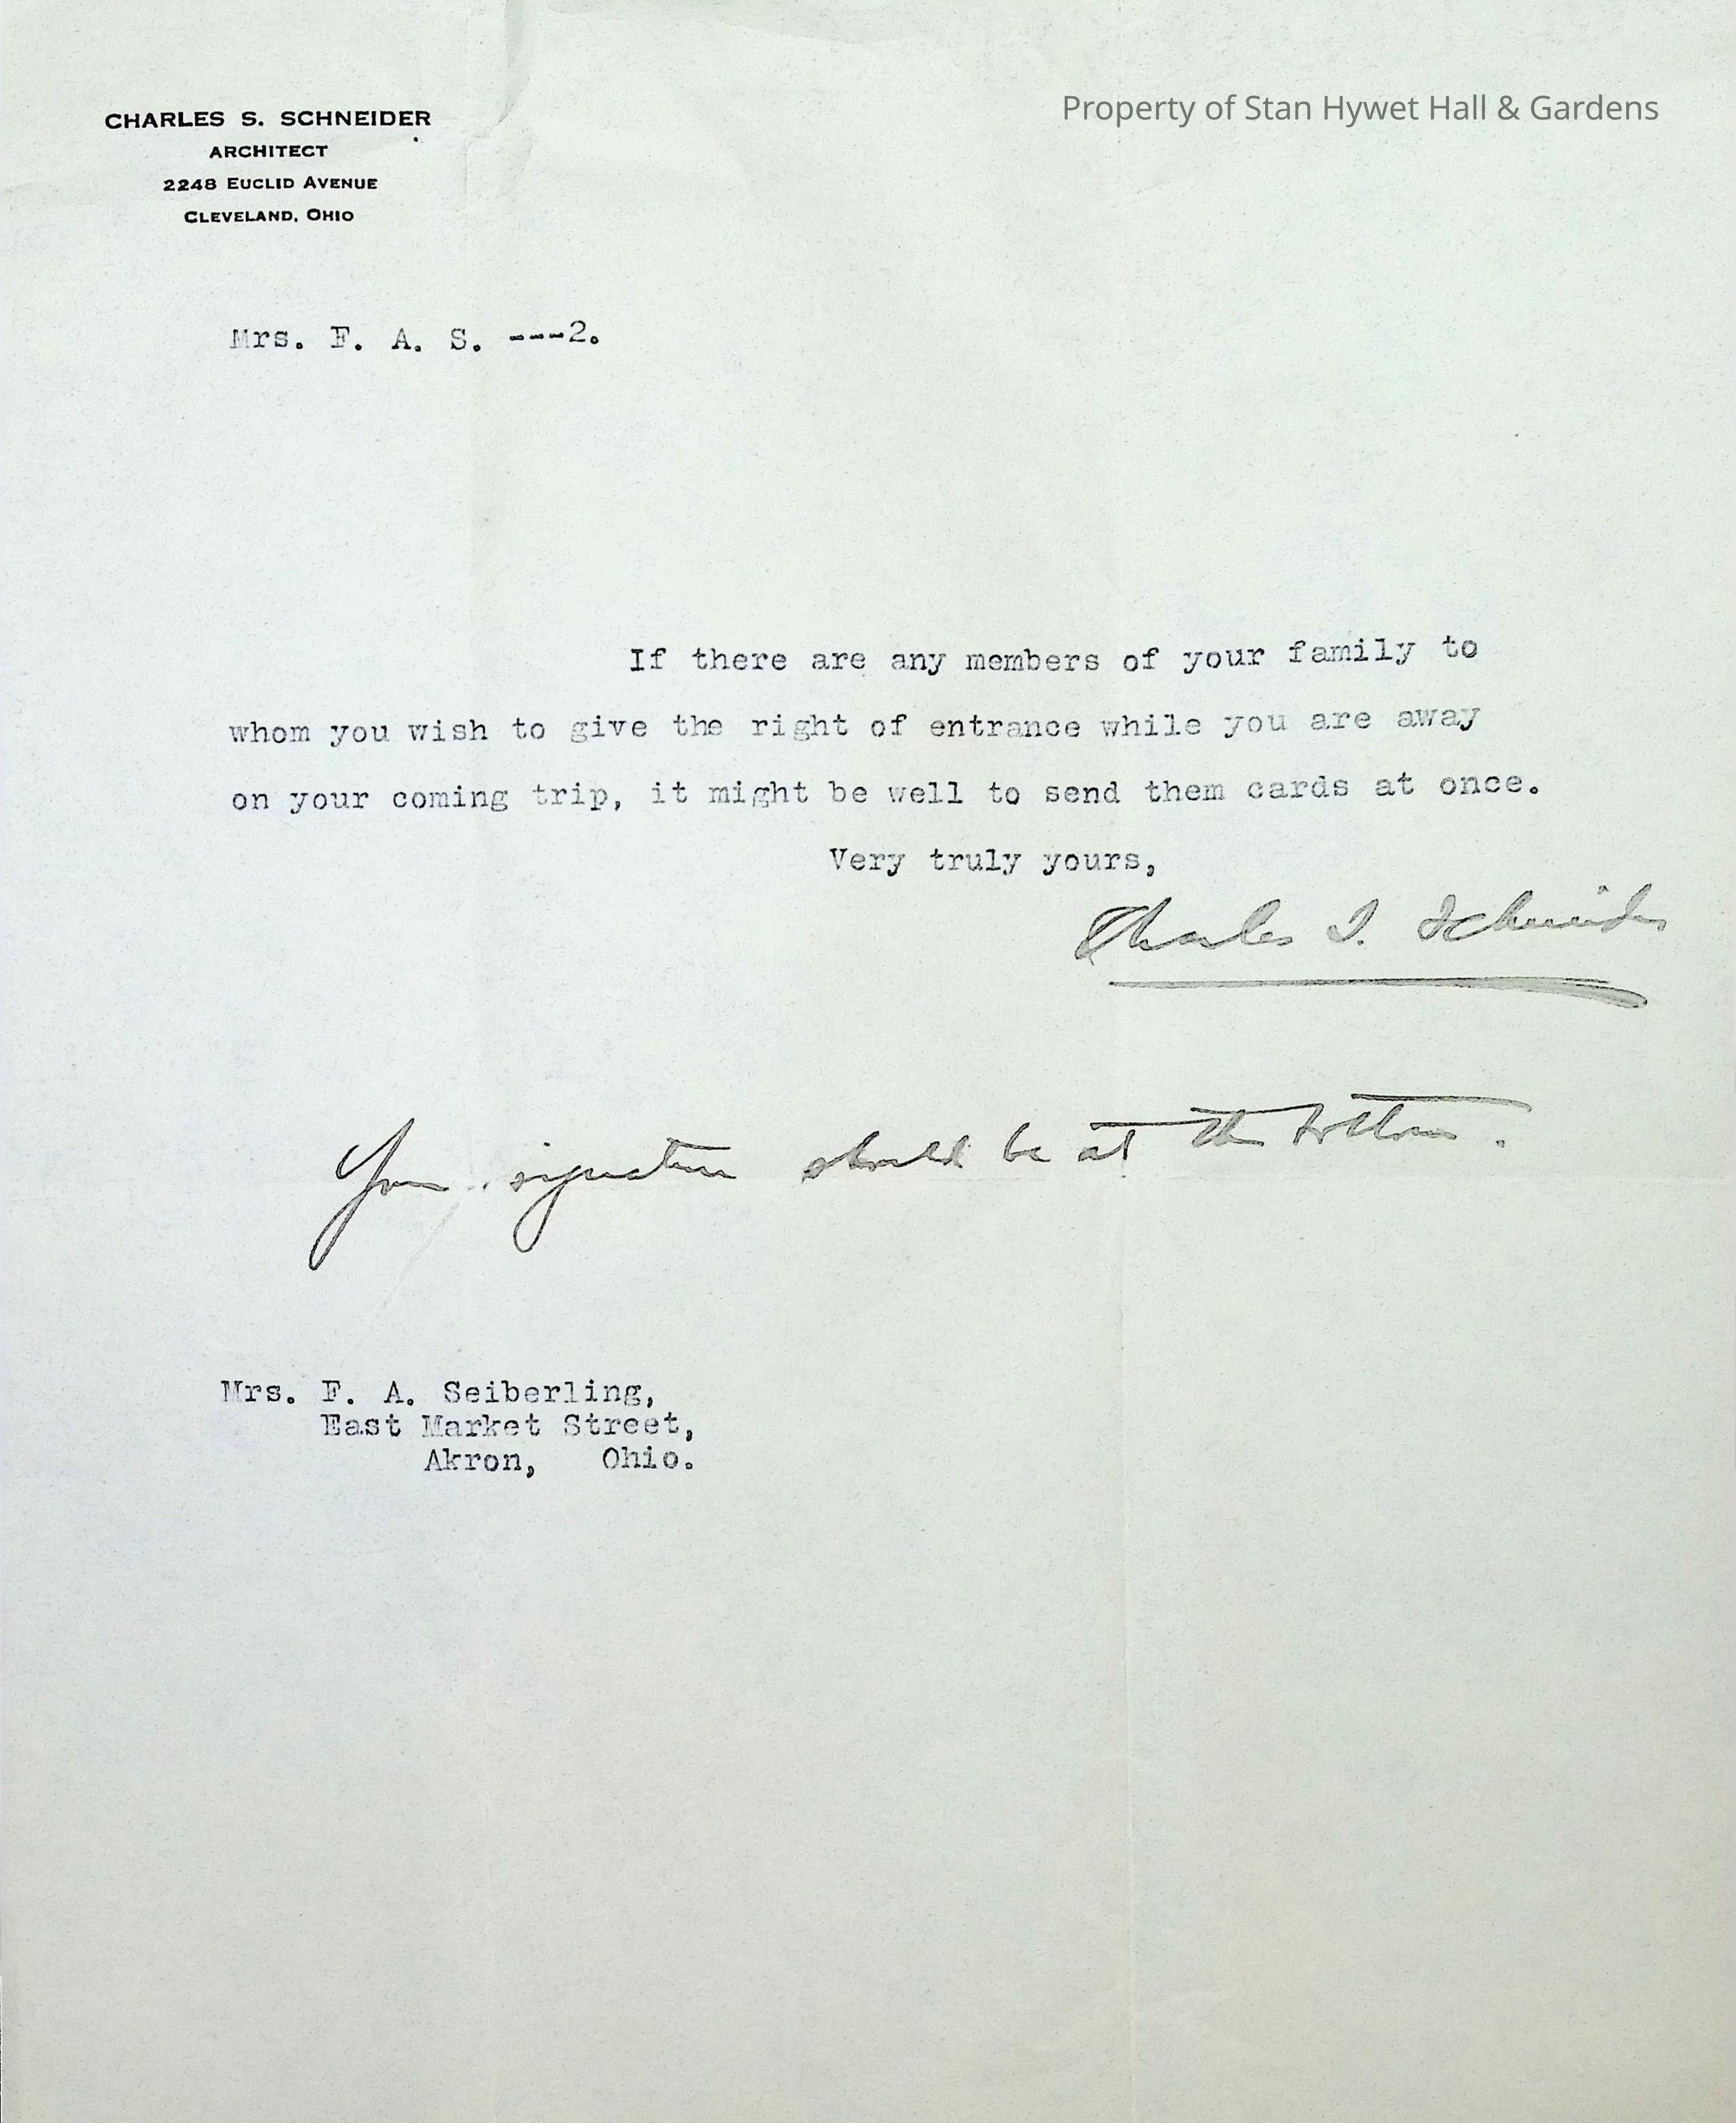 Property of Stan Hywet Hall & Gardens
CHARLES S. SCHNEIDER
ARCHITECT
2248 EUCLID AVENUE
CLEVELAND, OHIO
Mrs. F. A. S. ---2.
If there are any members of your family to
whom you wish to give the right of entrance while you are away
on your coming trip, it might be well to send them cards at once.
Very truly yours,
Charles S. Schneider
Your signature should be at the bottom.
Mrs. F. A. Seiberling,
East Market Street,
Akron, Ohio.